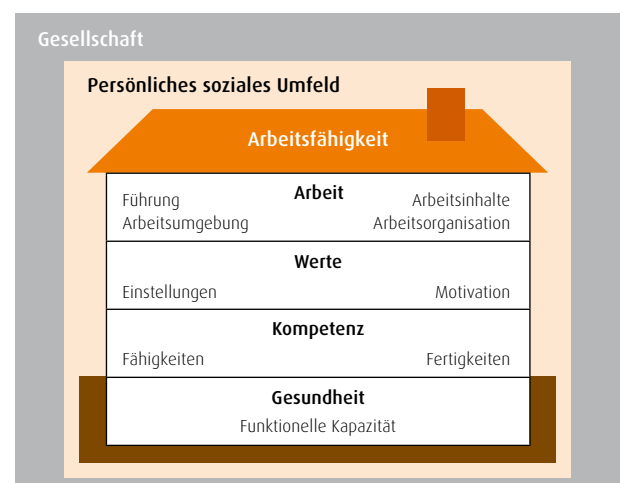 Gesellschaft
Persönliches soziales Umfeld
Arbeitsfähigkeit
Arbeit
Führung Arbeitsinhalte
Arbeitsumgebung Arbeitsorganisation
Werte
Einstellungen Motivation
Kompetenz
Fähigkeiten Fertigkeiten
Gesundheit
Funktionelle Kapazität